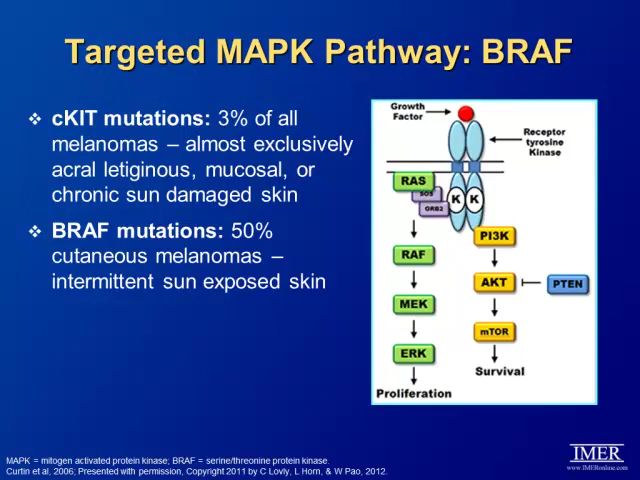 Targeted MAPK Pathway: BRAF
❖ cKIT mutations: 3% of all
melanomas – almost exclusively
acral letiginous, mucosal, or
chronic sun damaged skin
❖ BRAF mutations: 50%
cutaneous melanomas –
intermittent sun exposed skin
Growth
Factor
Receptor
tyrosine
Kinase
RAS
SOS
ORB2
K K
PI3K
RAF
AKT
PTEN
MEK
mTOR
ERK
Survival
Proliferation
MAPK = mitogen activated protein kinase; BRAF = serine/threonine protein kinase.
Curtin et al, 2006; Presented with permission, Copyright 2011 by C Lovly, L Horn, & W Pao, 2012.
IMER
www.IMERonline.com